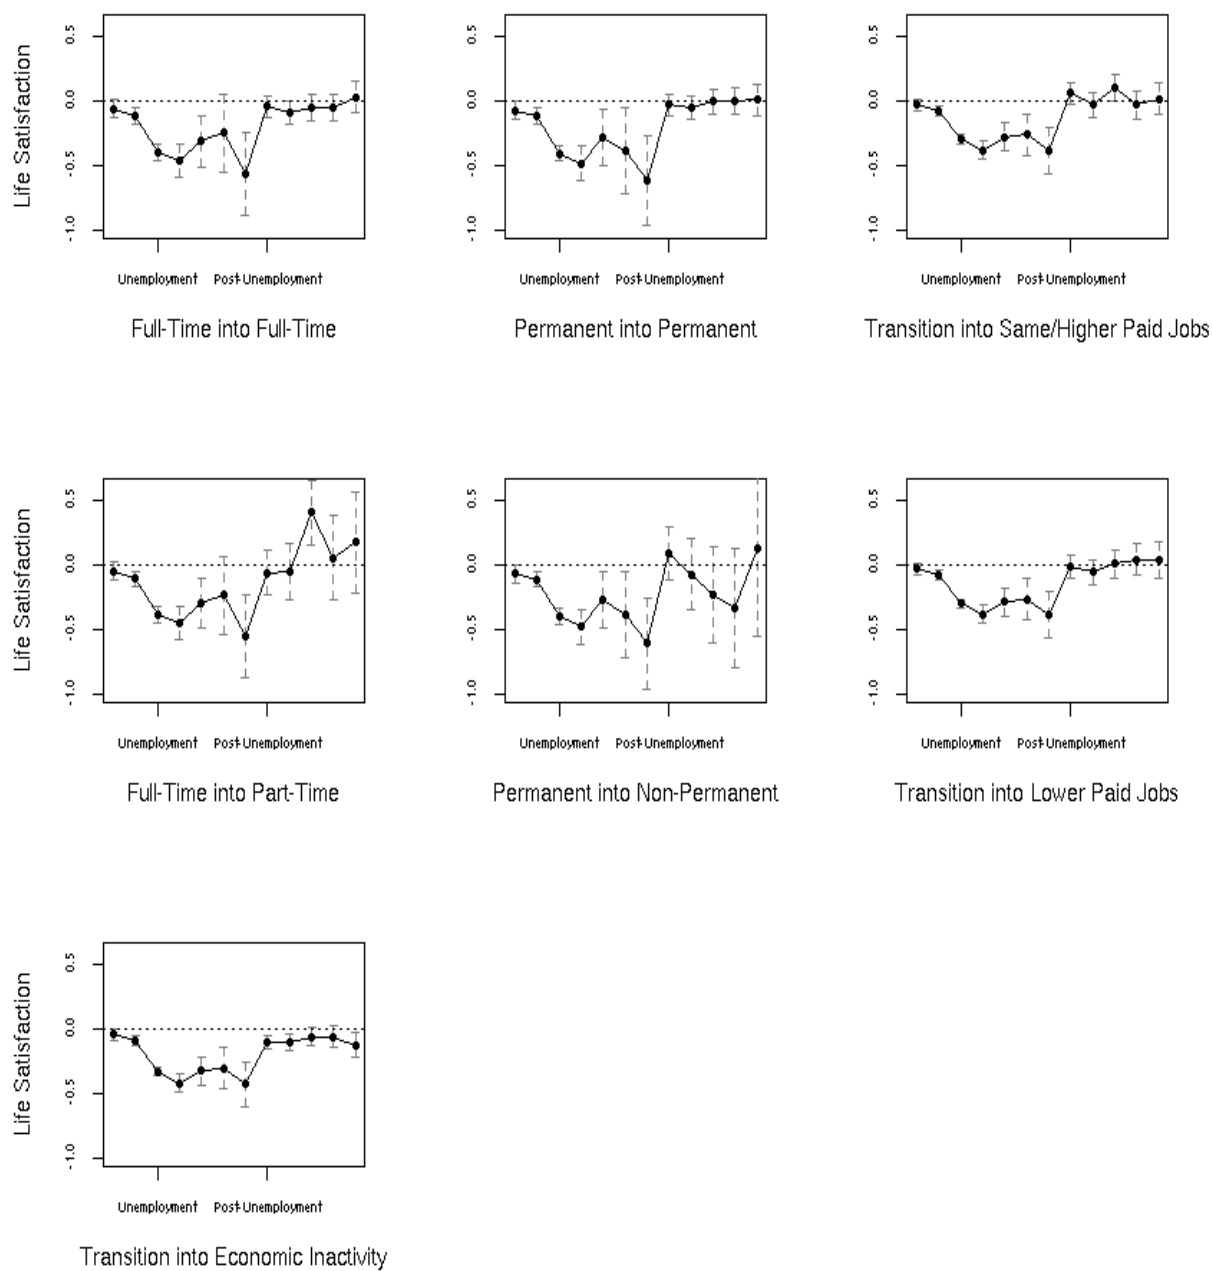 Life Satisfaction
0.5
0.0
-0.5
-1.0
Unemployment Post-Unemployment
Full-Time into Full-Time
0.5
0.0
-0.5
-1.0
Unemployment Post-Unemployment
Permanent into Permanent
0.5
0.0
-0.5
-1.0
Unemployment Post-Unemployment
Transition into Same/Higher Paid Jobs
Life Satisfaction
0.5
0.0
-0.5
-1.0
Unemployment Post-Unemployment
Full-Time into Part-Time
0.5
0.0
-0.5
-1.0
Unemployment Post-Unemployment
Permanent into Non-Permanent
0.5
0.0
-0.5
-1.0
Unemployment Post-Unemployment
Transition into Lower Paid Jobs
Life Satisfaction
0.5
0.0
-0.5
-1.0
Unemployment Post-Unemployment
Transition into Economic Inactivity